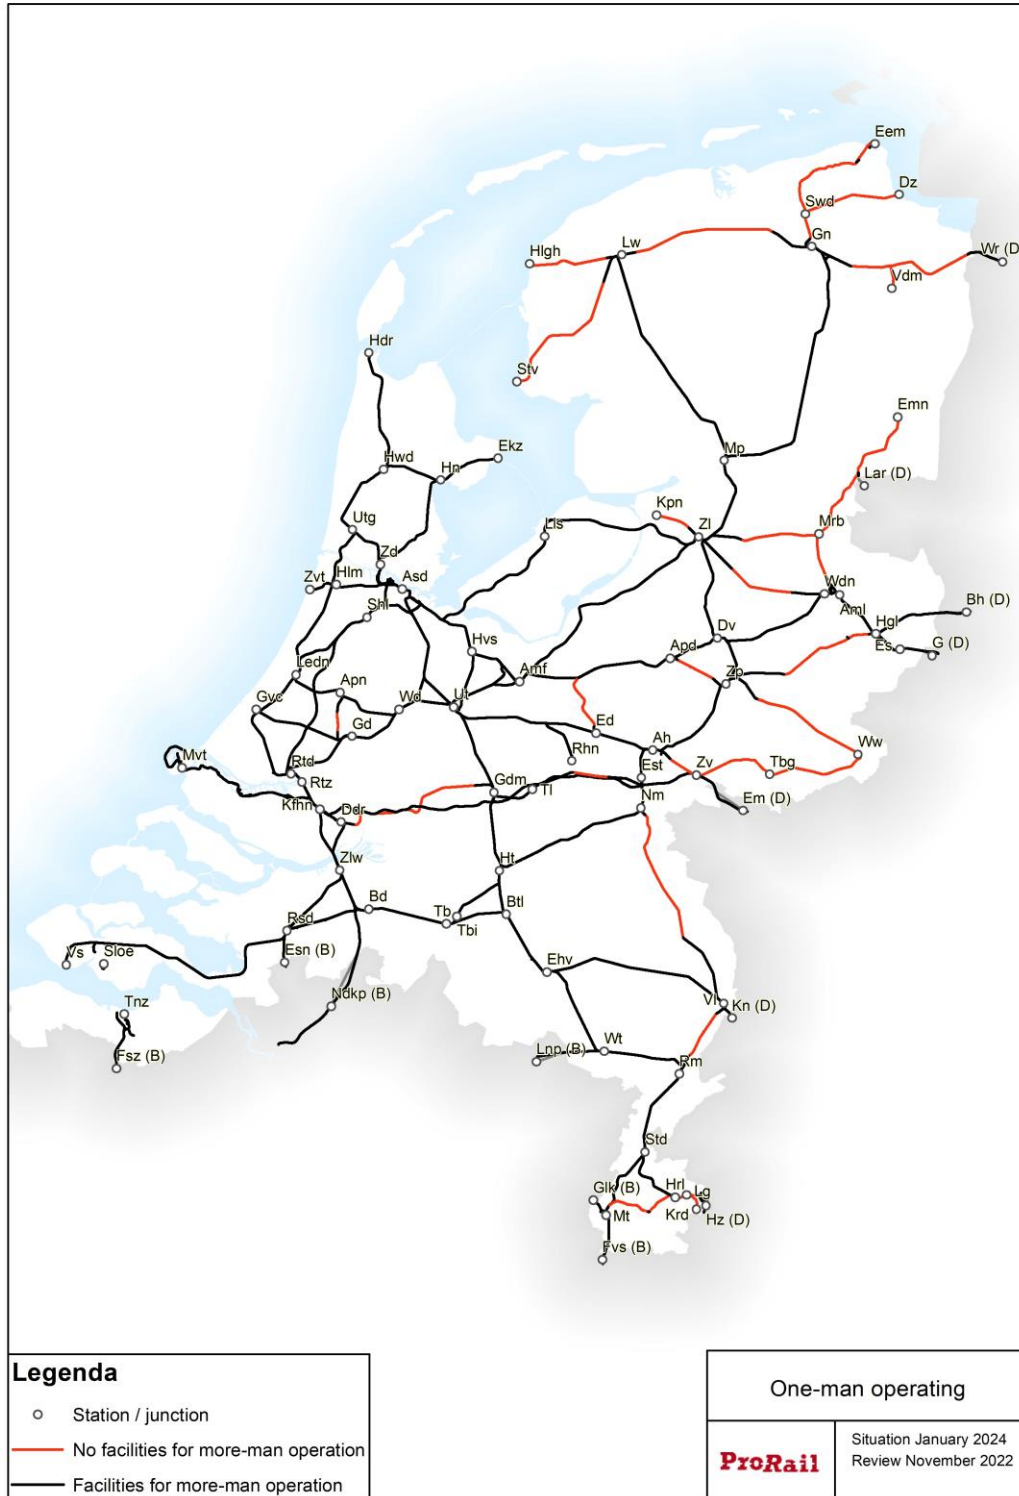 Eem
Dz
Swd
Gn
Lw
Hlgh
Wr (D
Vdm
Hdr
Stv
Emn
Ekz
Mp
Hwd
Hn
Lar (D)
Kpn
Lls
Utg
Zl
Mrb
Zd
Zvt
Hlm
Asd
Wdn
Shl
Aml
Bh (D)
Hgl
Dv
Es
G (D)
Hvs
Apd
Ledn
Amf
Zp
Apn
Gvc
Wd
Ut
Gd
Ed
Ah
Ww
Mvt
Rhn
Rtd
Est
Zv
Tbg
Rtz
Gdm
Tl
Kfhn
Ddr
Nm
Em (D)
Zlw
Ht
Bd
Tb
Btl
Rsd
Tbi
Esn (B)
Vs
Sloe
Ehv
Ndkp (B)
Tnz
Vl
Kn (D)
Fsz (B)
Lnp (B)
Wt
Rm
Std
Glk (B)
Hrl
Lg
Mt
Krd
Hz (D)
Fvs (B)
Legenda
Station / junction
No facilities for more-man operation
Facilities for more-man operation
One-man operating
ProRail
Situation January 2024
Review November 2022